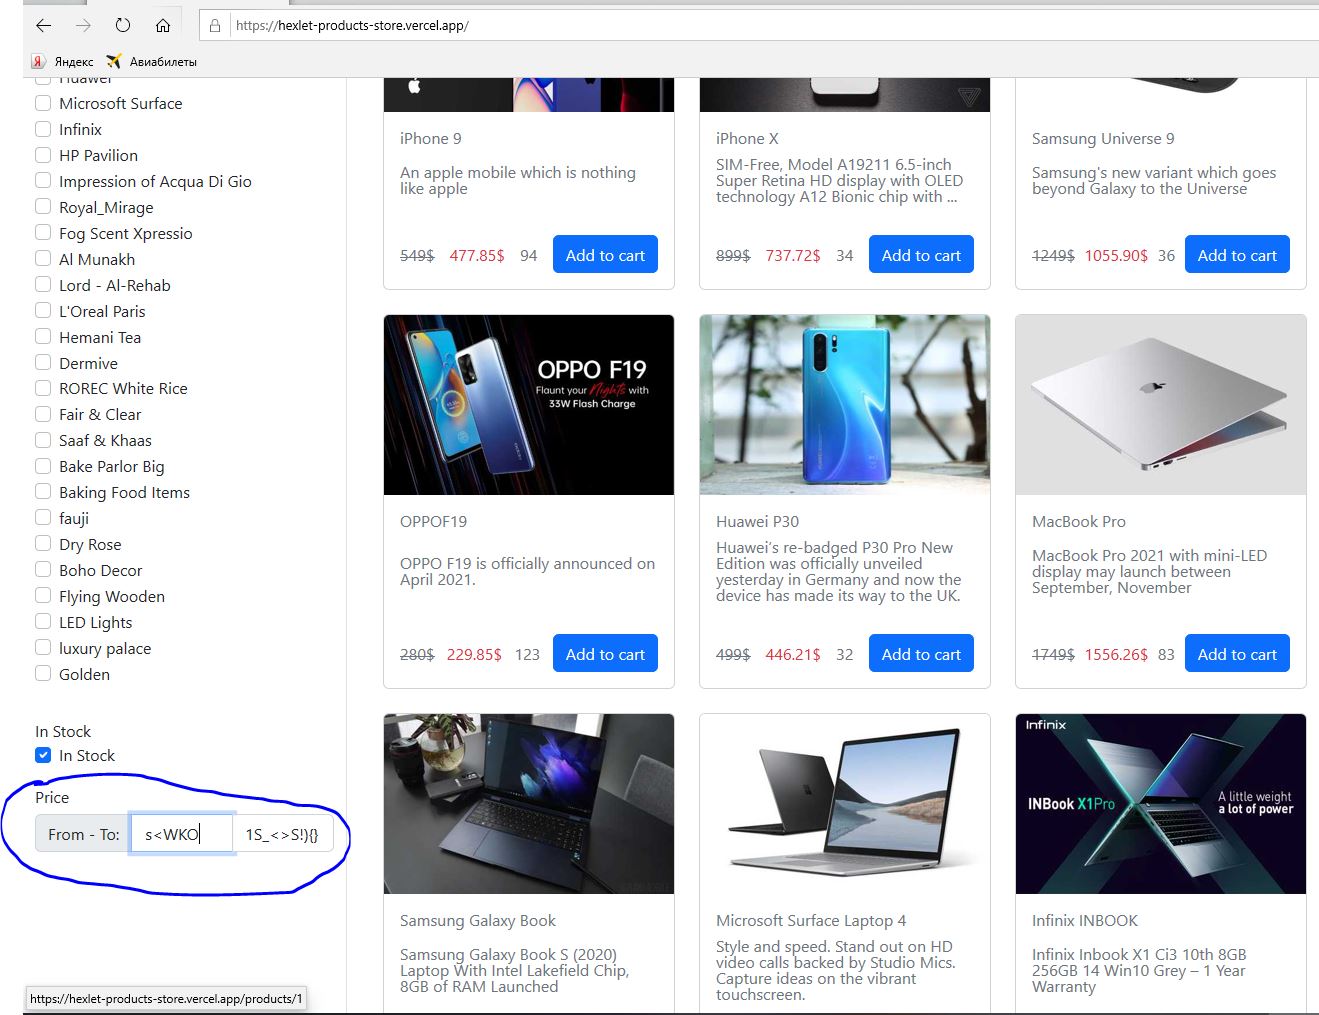 https://hexlet-products-store.vercel.app/
Яндекс
Авиабилеты
Huawei
Microsoft Surface
Infinix
HP Pavilion
Impression of Acqua Di Gio
Royal_Mirage
Fog Scent Xpressio
Al Munakh
Lord - Al-Rehab
L'Oreal Paris
Hemani Tea
Dermive
ROREC White Rice
Fair & Clear
Saaf & Khaas
Bake Parlor Big
Baking Food Items
fauji
Dry Rose
Boho Decor
Flying Wooden
LED Lights
luxury palace
Golden
In Stock
In Stock
Price
From - To:
s<WKO
1S_<>S!){}
iPhone 9
An apple mobile which is nothing
like apple
549$ 477.85$ 94 Add to cart
iPhone X
SIM-Free, Model A19211 6.5-inch
Super Retina HD display with OLED
technology A12 Bionic chip with ...
899$ 737.72$ 34 Add to cart
Samsung Universe 9
Samsung's new variant which goes
beyond Galaxy to the Universe
1249$ 1055.90$ 36 Add to cart
OPPO F19
Flaunt your Nights with
33W Flash Charge
OPPOF19
OPPO F19 is officially announced on
April 2021.
280$ 229.85$ 123 Add to cart
Huawei P30
Huawei's re-badged P30 Pro New
Edition was officially unveiled
yesterday in Germany and now the
device has made its way to the UK.
499$ 446.21$ 32 Add to cart
MacBook Pro
MacBook Pro 2021 with mini-LED
display may launch between
September, November
1749$ 1556.26$ 83 Add to cart
Samsung Galaxy Book
Samsung Galaxy Book S (2020)
Laptop With Intel Lakefield Chip,
8GB of RAM Launched
Microsoft Surface Laptop 4
Style and speed. Stand out on HD
video calls backed by Studio Mics.
Capture ideas on the vibrant
touchscreen.
Infinix
INBook X1Pro
A little weight
a lot of power
Infinix INBOOK
Infinix Inbook X1 Ci3 10th 8GB
256GB 14 Win10 Grey – 1 Year
Warranty
https://hexlet-products-store.vercel.app/products/1